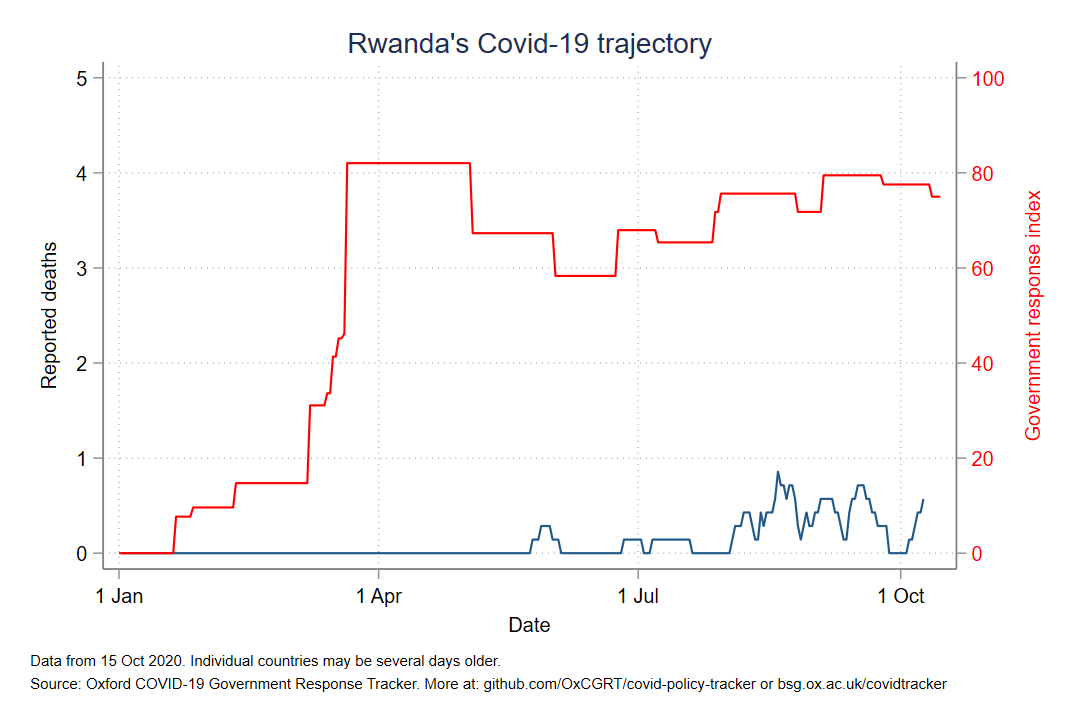 Rwanda's Covid-19 trajectory
5
4
3
2
1
0
Reported deaths
100
80
60
40
20
0
Government response index
1 Jan
1 Apr
1 Jul
1 Oct
Date
Data from 15 Oct 2020. Individual countries may be several days older.
Source: Oxford COVID-19 Government Response Tracker. More at: github.com/OxCGRT/covid-policy-tracker or bsg.ox.ac.uk/covidtracker